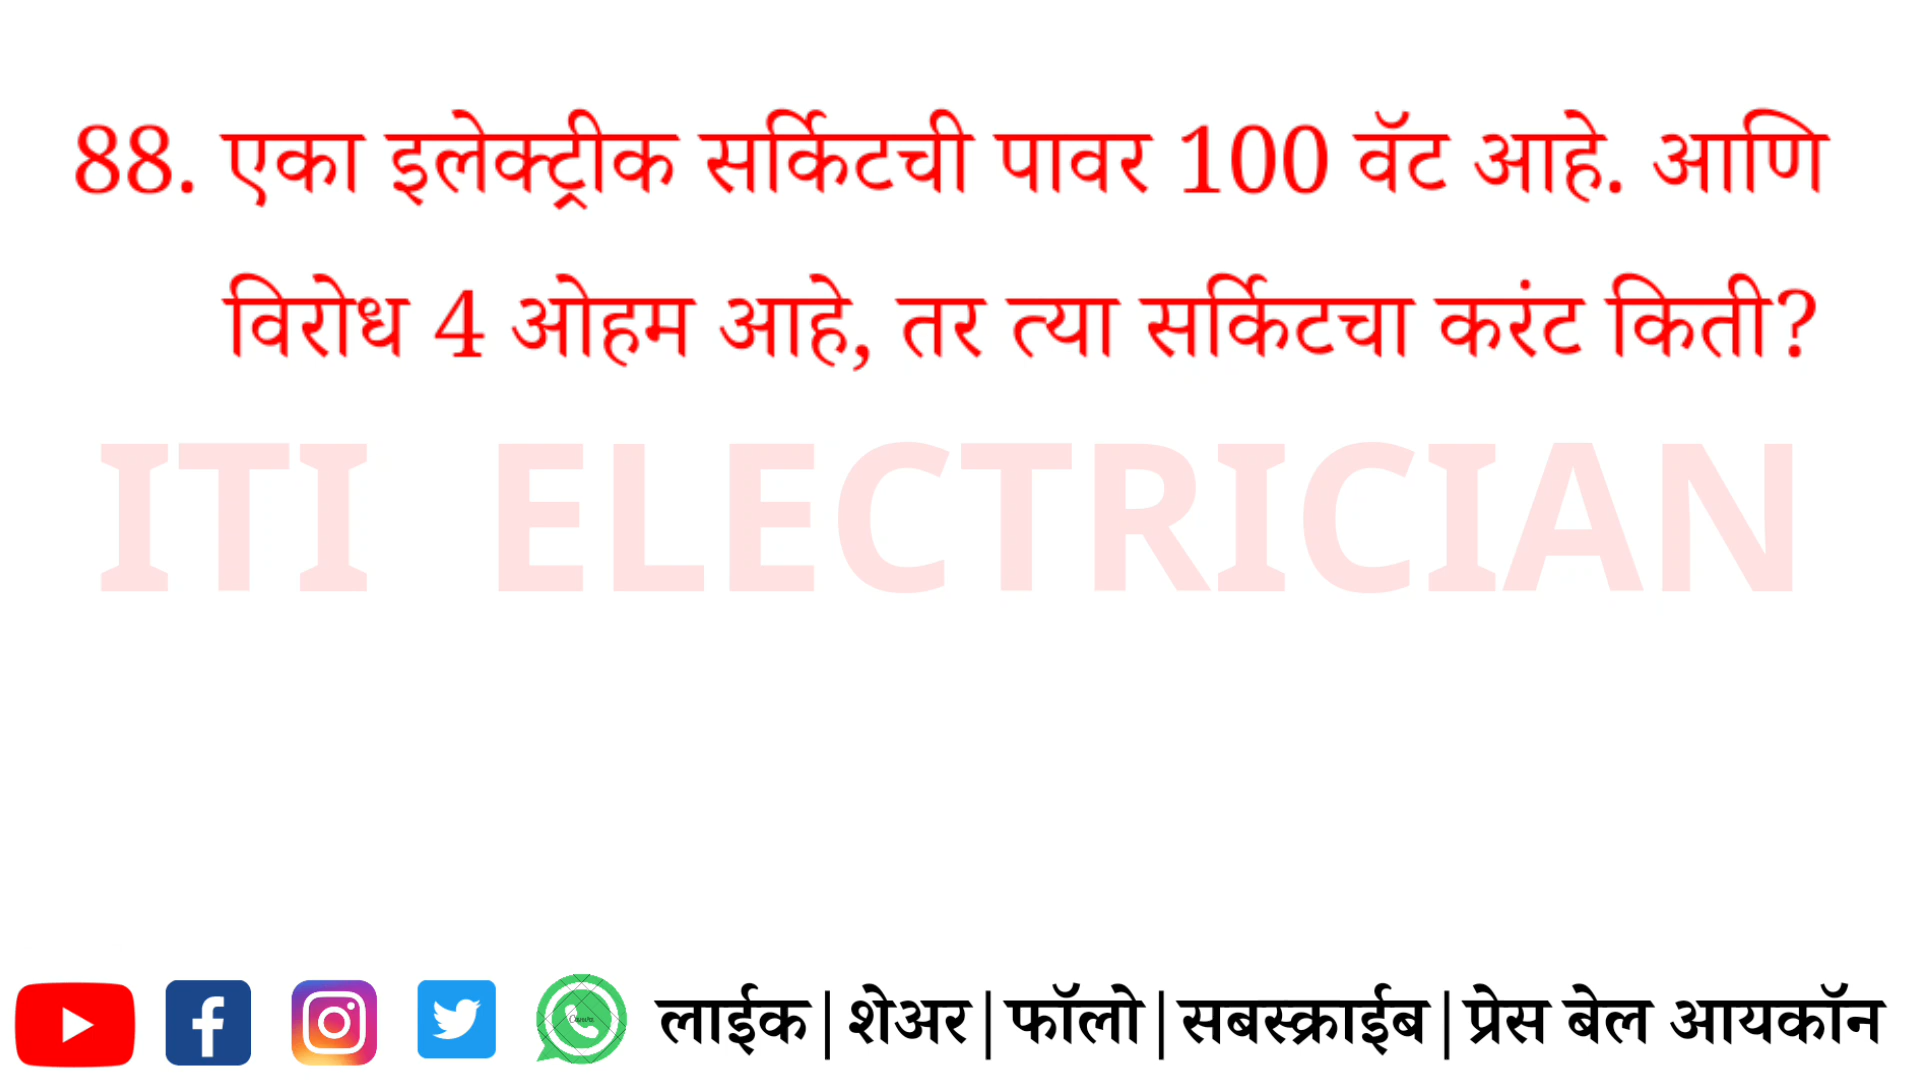 88. एका इलेक्ट्रीक सर्किटची पावर 100 वॅट आहे. आणि
विरोध 4 ओहम आहे, तर त्या सर्किटचा करंट किती?
ITI ELECTRICIAN
लाईक|शेअर|फॉलो|सबस्क्राईब|प्रेस बेल आयकॉन